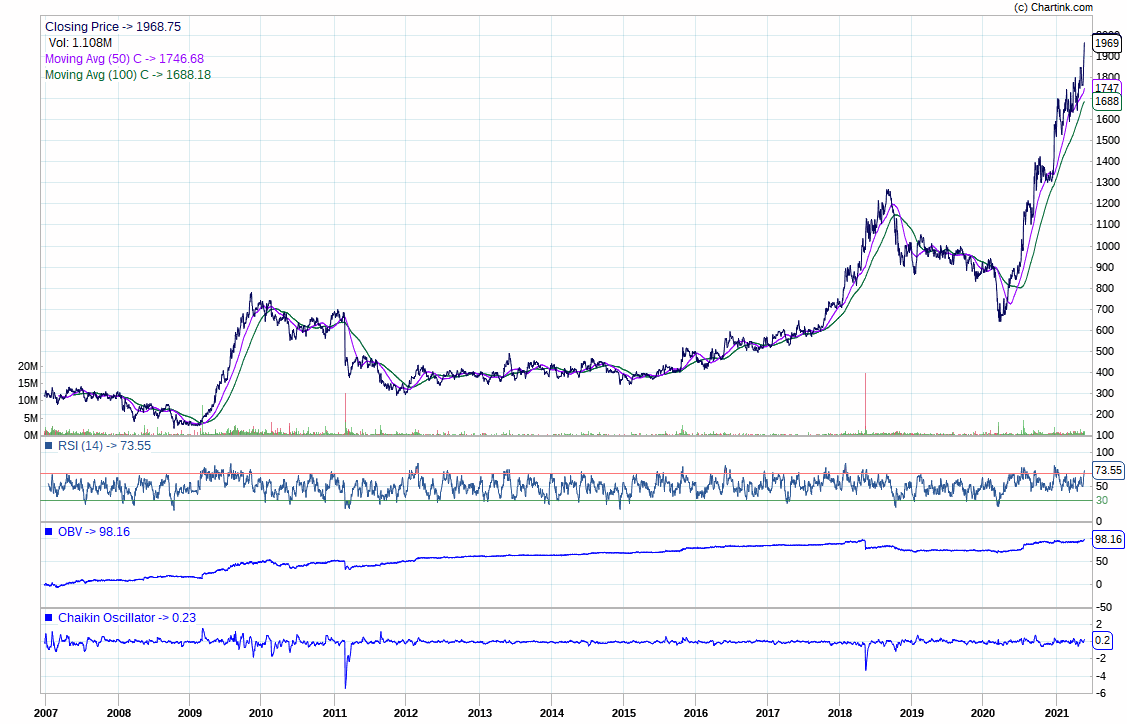 (c) Chartink.com
Closing Price -> 1968.75
Vol: 1.108M
Moving Avg (50) C -> 1746.68
Moving Avg (100) C -> 1688.18
1969
1900
1800
1747
1688
1600
1500
1400
1300
1200
1100
1000
900
800
700
600
500
400
300
200
100
20M
15M
10M
5M
0M
RSI (14) -> 73.55
100
73.55
50
30
0
OBV -> 98.16
98.16
50
0
-50
Chaikin Oscillator -> 0.23
2
0.2
-2
-4
-6
2007 2008 2009 2010 2011 2012 2013 2014 2015 2016 2017 2018 2019 2020 2021